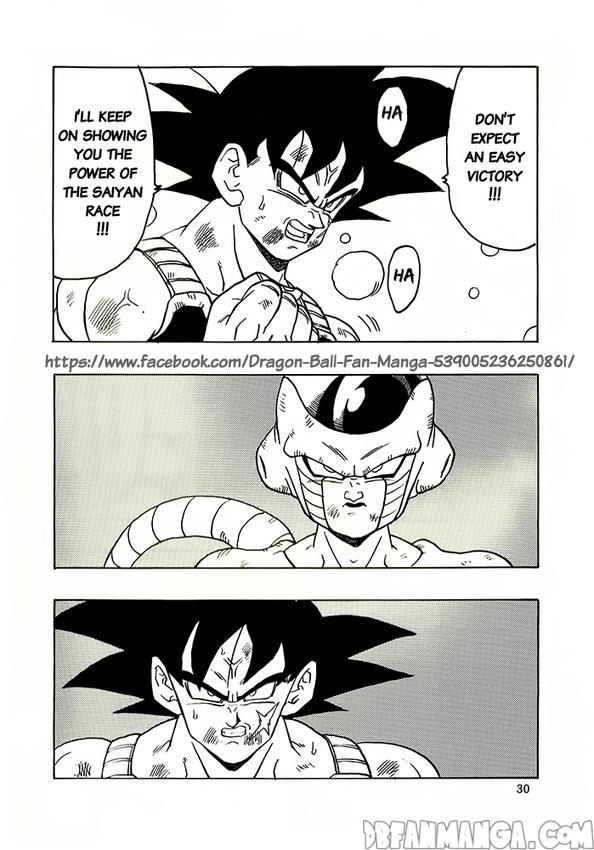 I'LL KEEP
ON SHOWING
YOU THE
POWER OF
THE SAIYAN
RACE
!!!
HA
DON'T
EXPECT
AN EASY
VICTORY
!!!
HA
https://www.facebook.com/Dragon-Ball-Fan-Manga-539005236250861/
30
DBFANMANGA.COM